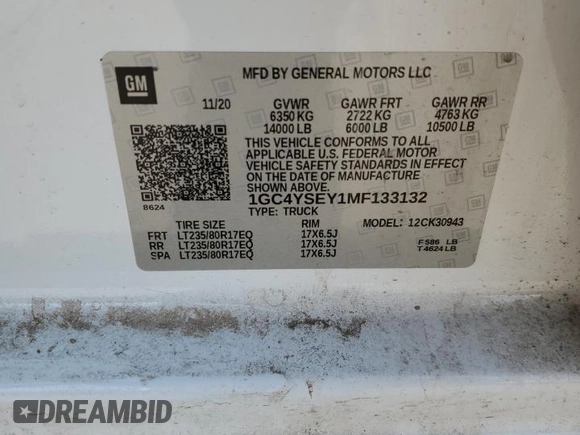 GM
MFD BY GENERAL MOTORS LLC
11/20 GVWR GAWR FRT GAWR RR
6350 KG 2722 KG 4763 KG
14000 LB 6000 LB 10500 LB
THIS VEHICLE CONFORMS TO ALL
APPLICABLE U.S. FEDERAL MOTOR
VEHICLE SAFETY STANDARDS IN EFFECT
ON THE DATE OF MANUFACTURE
SHOWN ABOVE.
8624 1GC4YSEY1MF133132
TYPE: TRUCK MODEL: 12CK30943
TIRE SIZE RIM
FRT LT235/80R17EQ 17X6.5J F 586 LB
RR LT235/80R17EQ 17X6.5J T 4624 LB
SPA LT235/80R17EQ 17X6.5J
DREAMBID